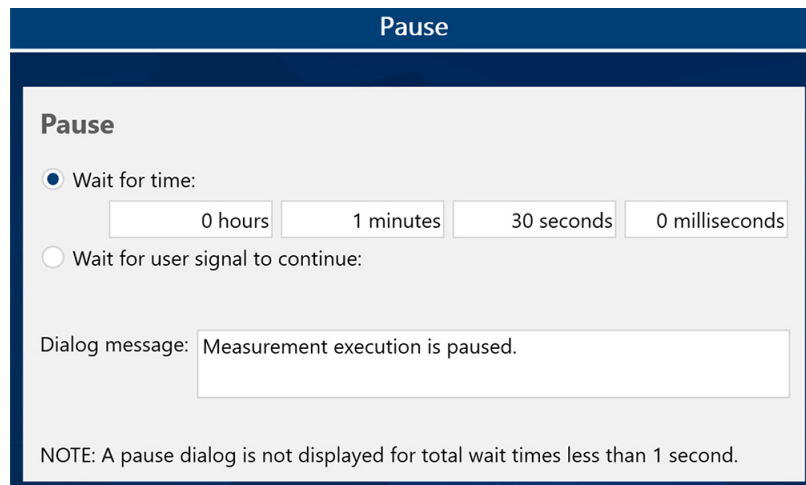 Pause
Pause
Wait for time:
0 hours 1 minutes 30 seconds 0 milliseconds
Wait for user signal to continue:
Dialog message: Measurement execution is paused.
NOTE: A pause dialog is not displayed for total wait times less than 1 second.